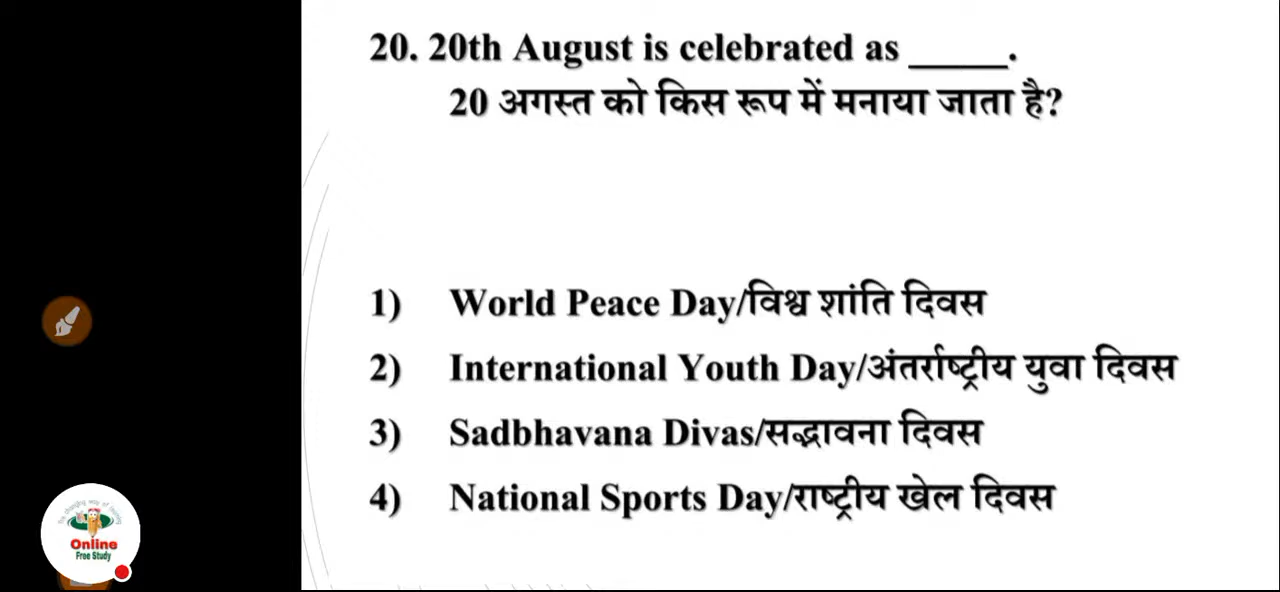 20. 20th August is celebrated as _____.
20 अगस्त को किस रूप में मनाया जाता है?
1) World Peace Day/विश्व शांति दिवस
2) International Youth Day/अंतर्राष्ट्रीय युवा दिवस
3) Sadbhavana Divas/सद्भावना दिवस
4) National Sports Day/राष्ट्रीय खेल दिवस
Online
Free Study